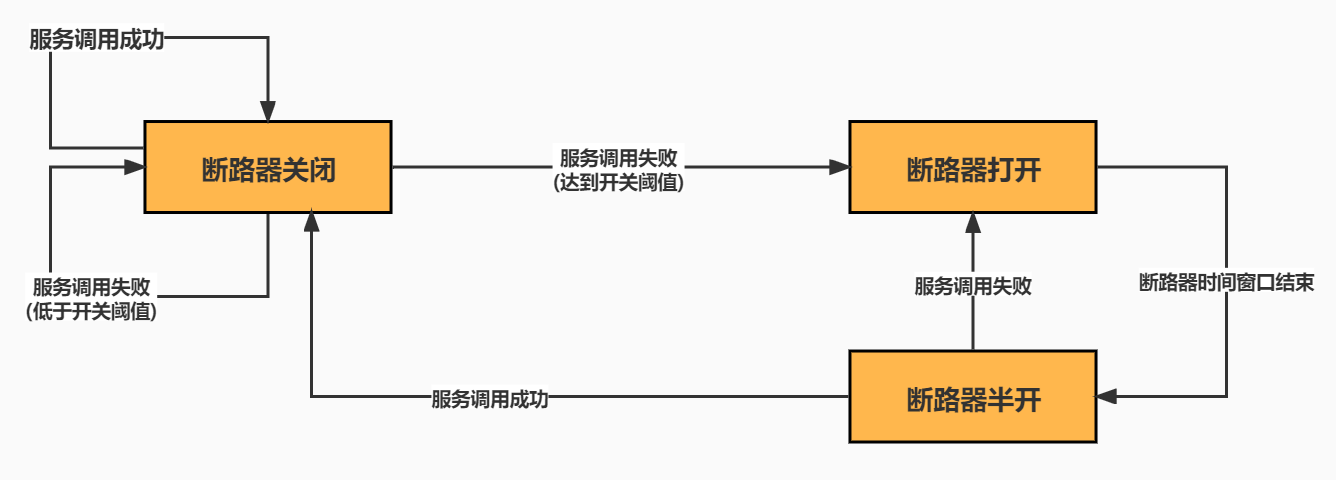 服务调用成功
断路器关闭
服务调用失败
(达到开关阈值)
断路器打开
服务调用失败
(低于开关阈值)
服务调用失败
断路器时间窗口结束
服务调用成功
断路器半开